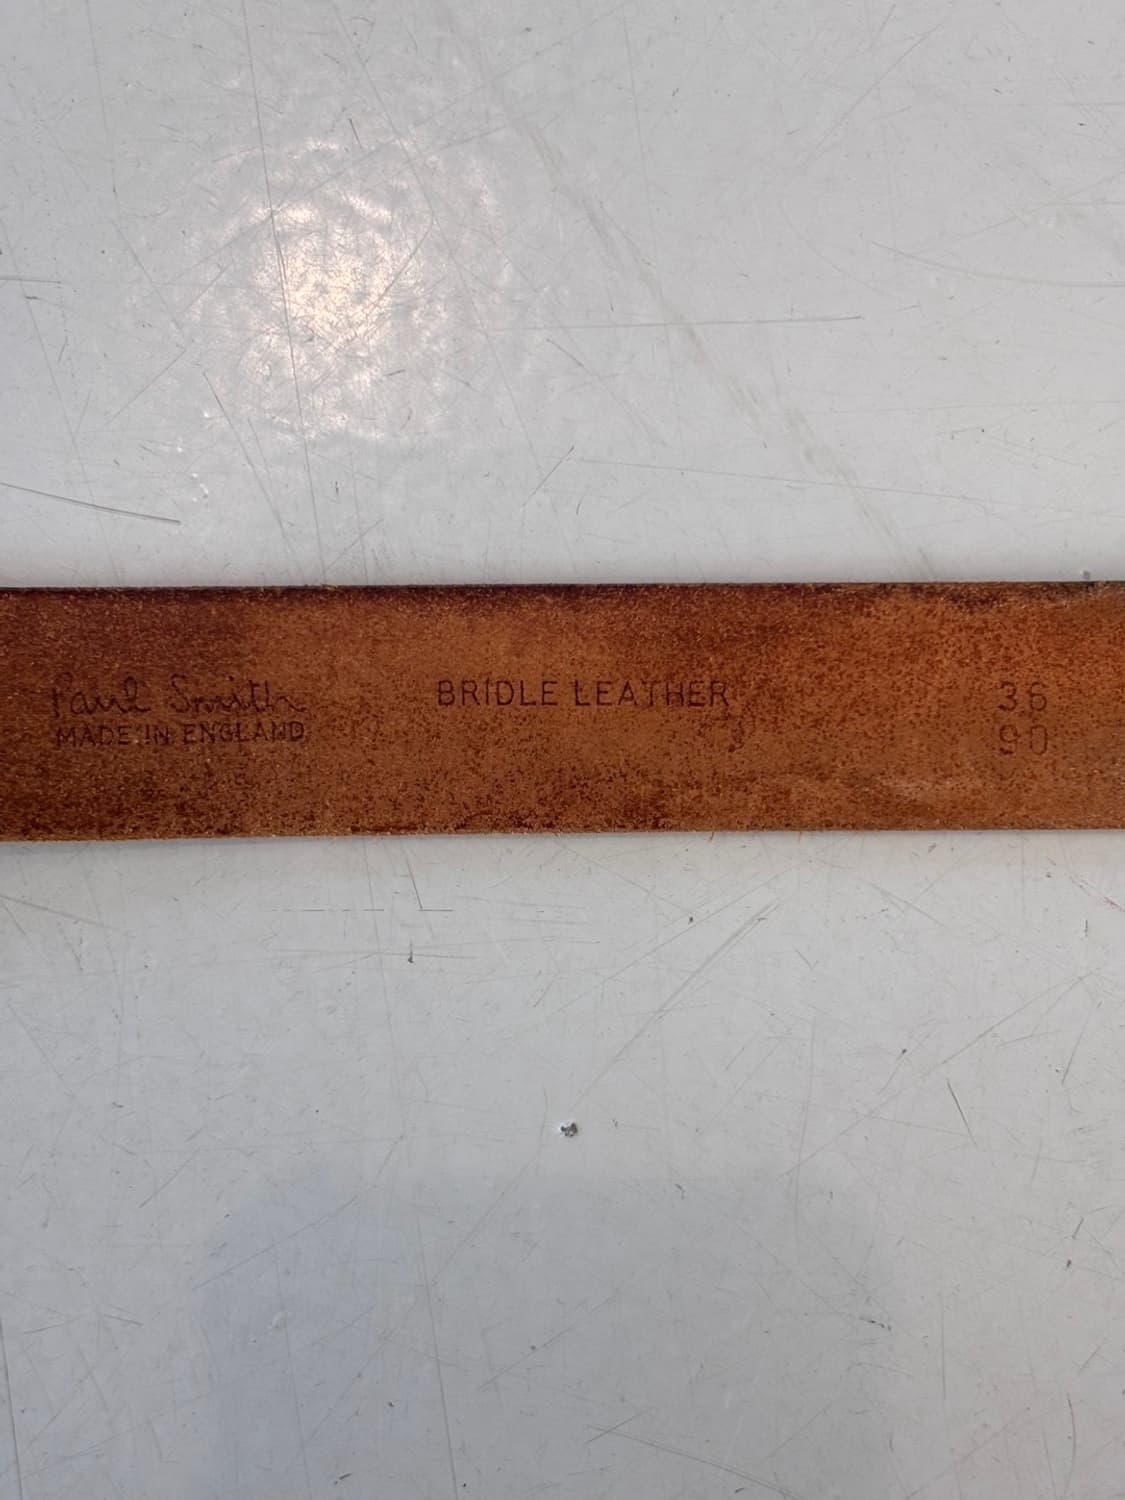 Paul Smith
MADE IN ENGLAND
BRIDLE LEATHER
36
90